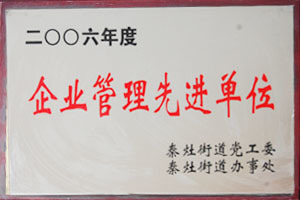 二〇〇六年度
企业管理先进单位
秦灶街道党工委
秦灶街道办事处